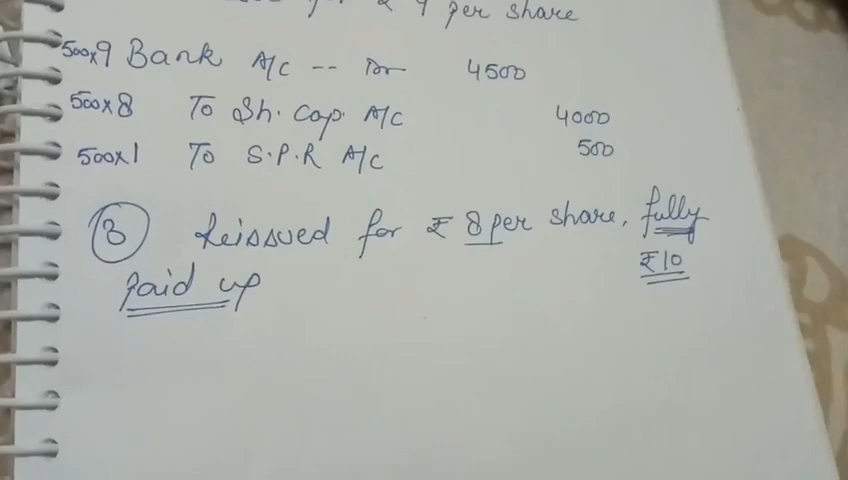 ₹ 9 per share
500x9 Bank A/C -- Dr 4500
500x8 To Sh. Cap. A/C 4000
500x1 To S.P.R A/C 500
3 Reissued for ₹ 8 per share, fully
₹10
paid up